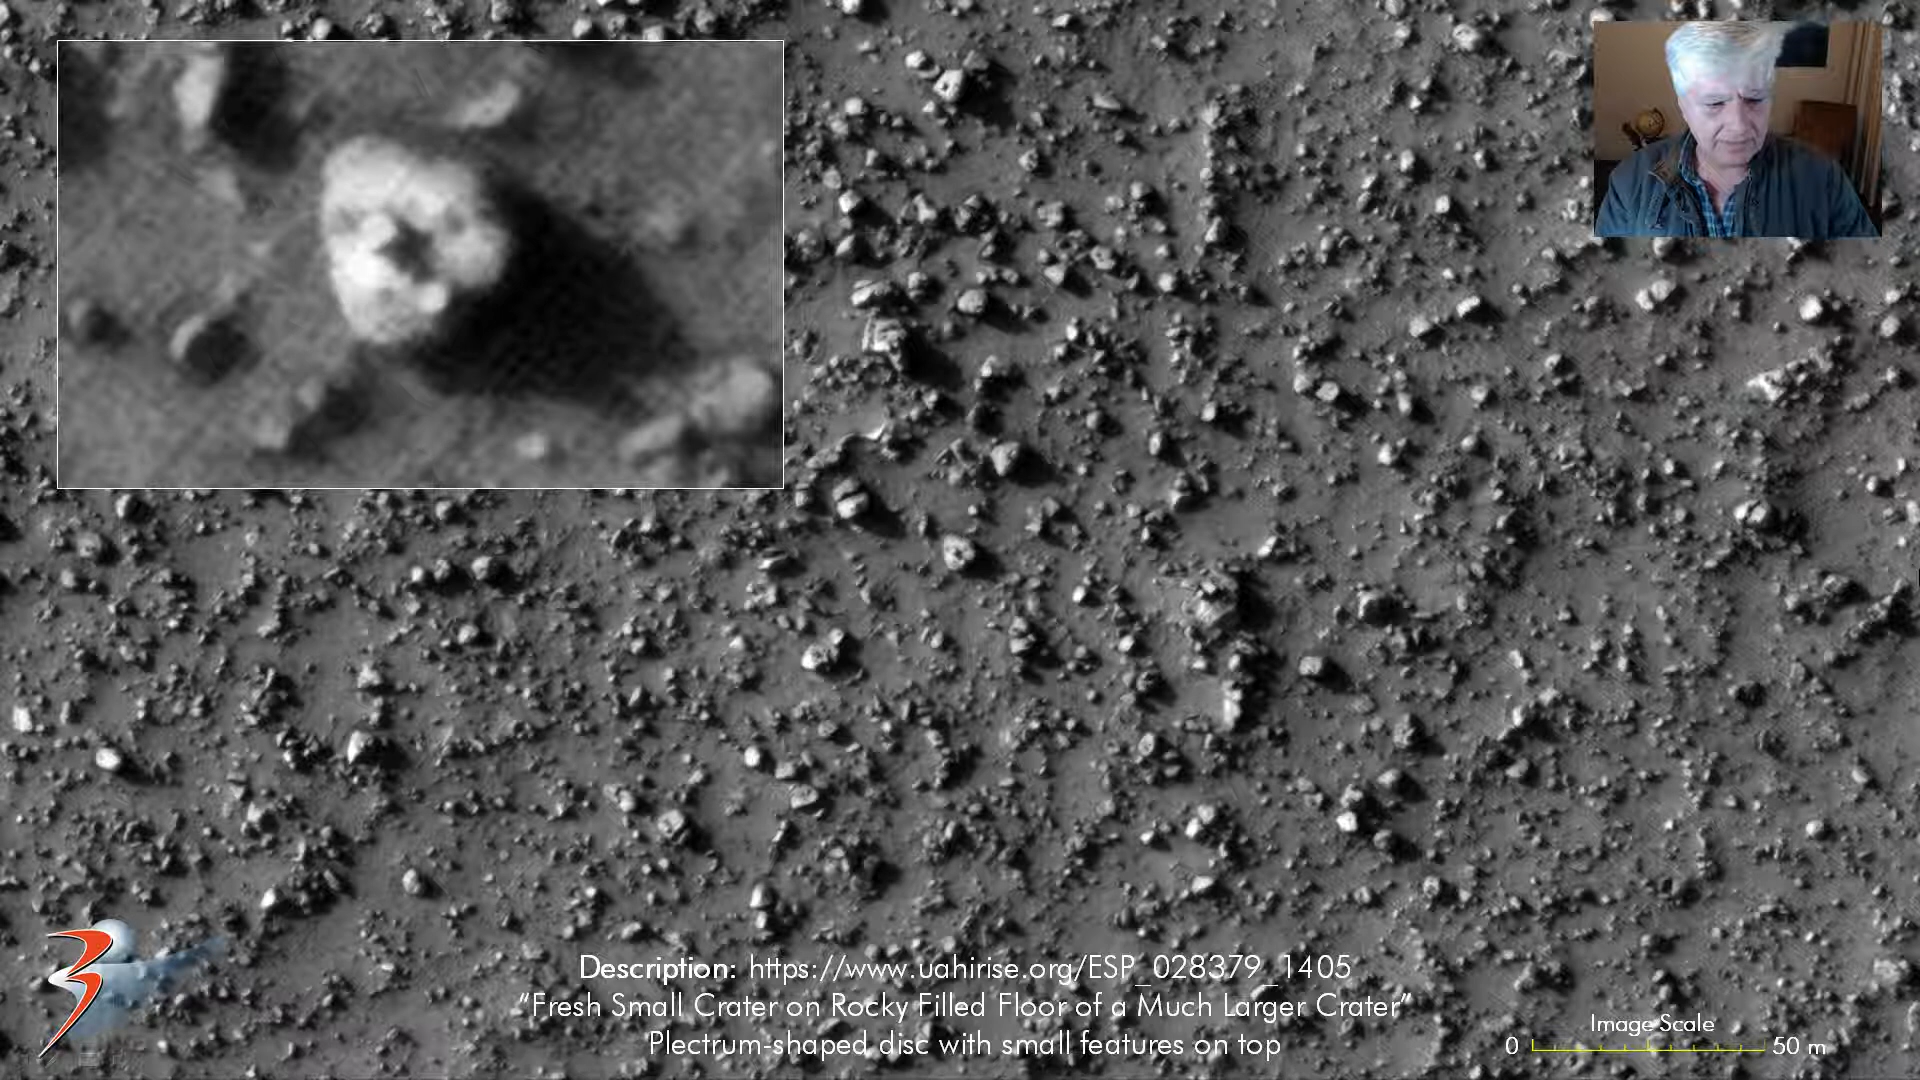 Description: https://www.uahirise.org/ESP_028379_1405
“Fresh Small Crater on Rocky Filled Floor of a Much Larger Crater”
Plectrum-shaped disc with small features on top
Image Scale
0 50 m